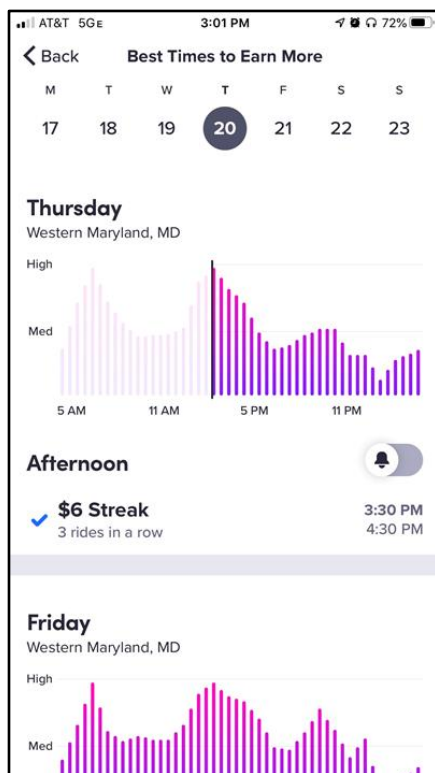 AT&T 5GE 3:01 PM 72%
Back Best Times to Earn More
M T W T F S S
17 18 19 20 21 22 23
Thursday
Western Maryland, MD
High
Med
5 AM 11 AM 5 PM 11 PM
Afternoon
$6 Streak 3:30 PM
3 rides in a row 4:30 PM
Friday
Western Maryland, MD
High
Med